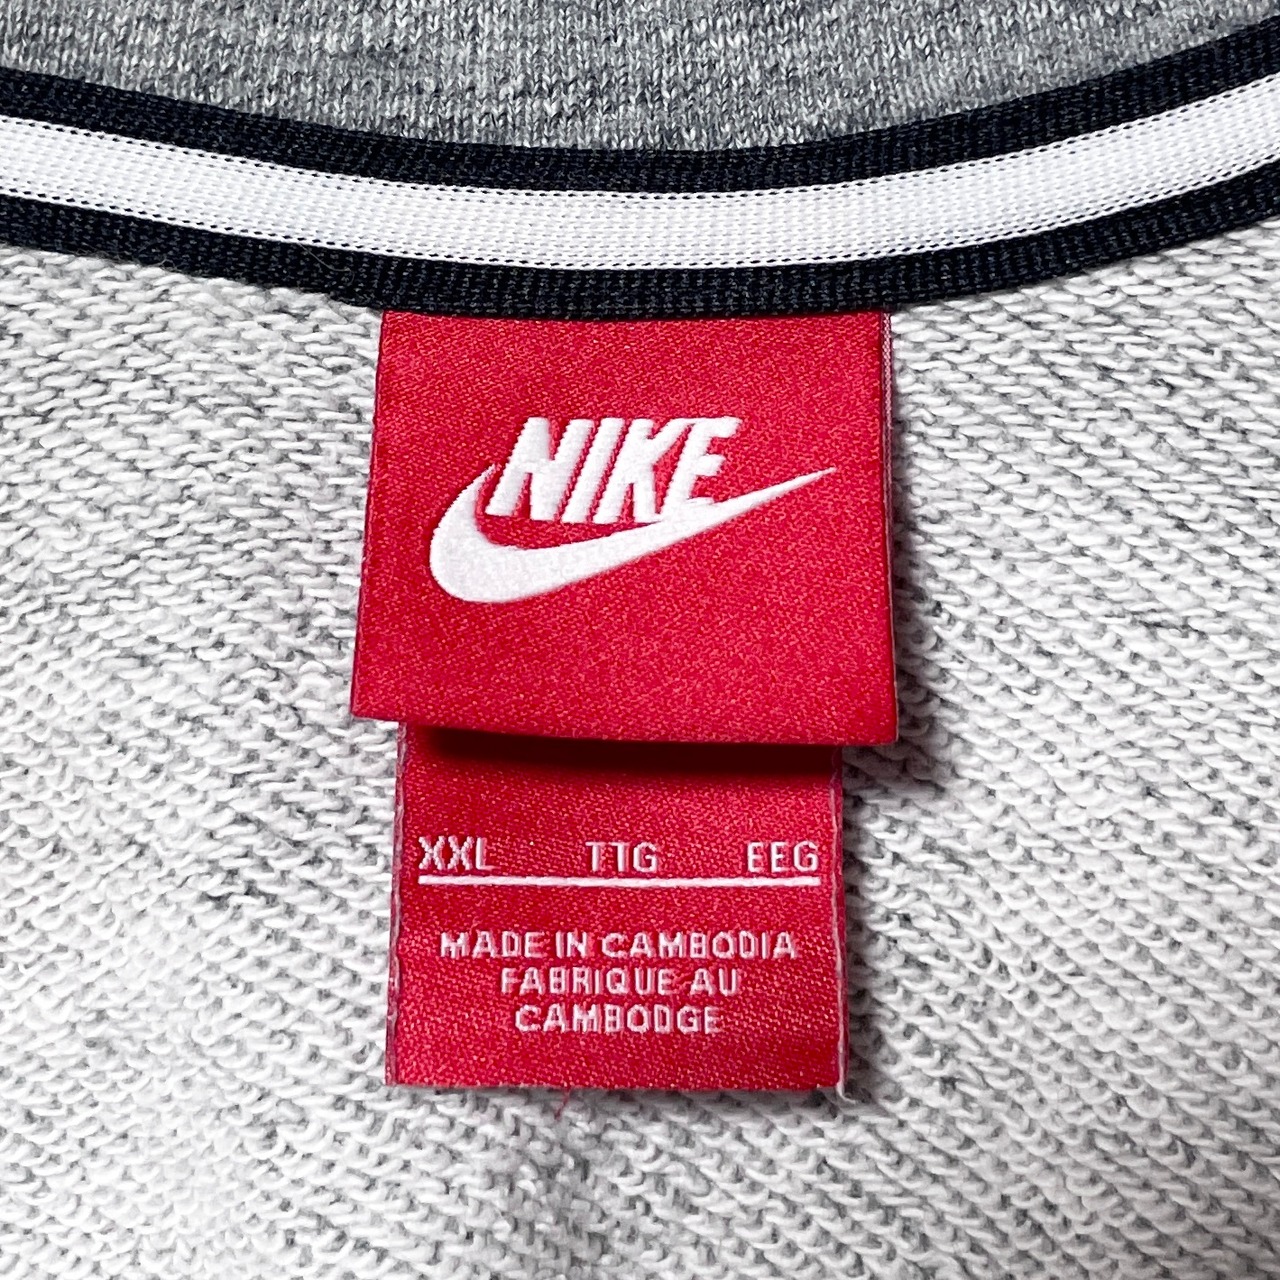 NIKE
XXL TTG EEG
MADE IN CAMBODIA
FABRIQUE AU
CAMBODGE